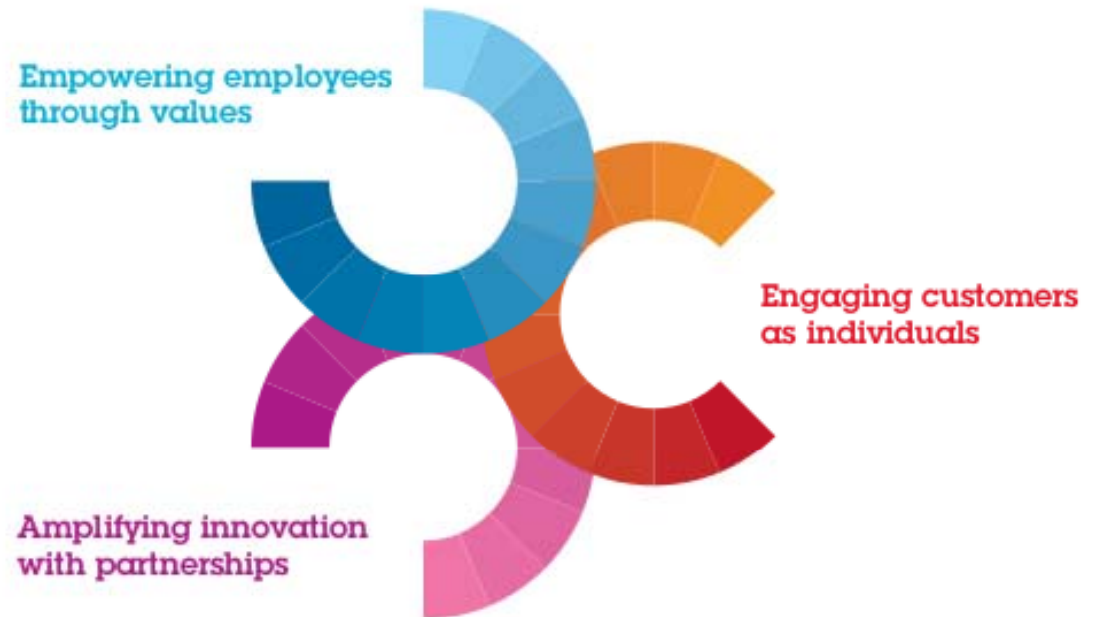 Empowering employees
through values
Engaging customers
as individuals
Amplifying innovation
with partnerships